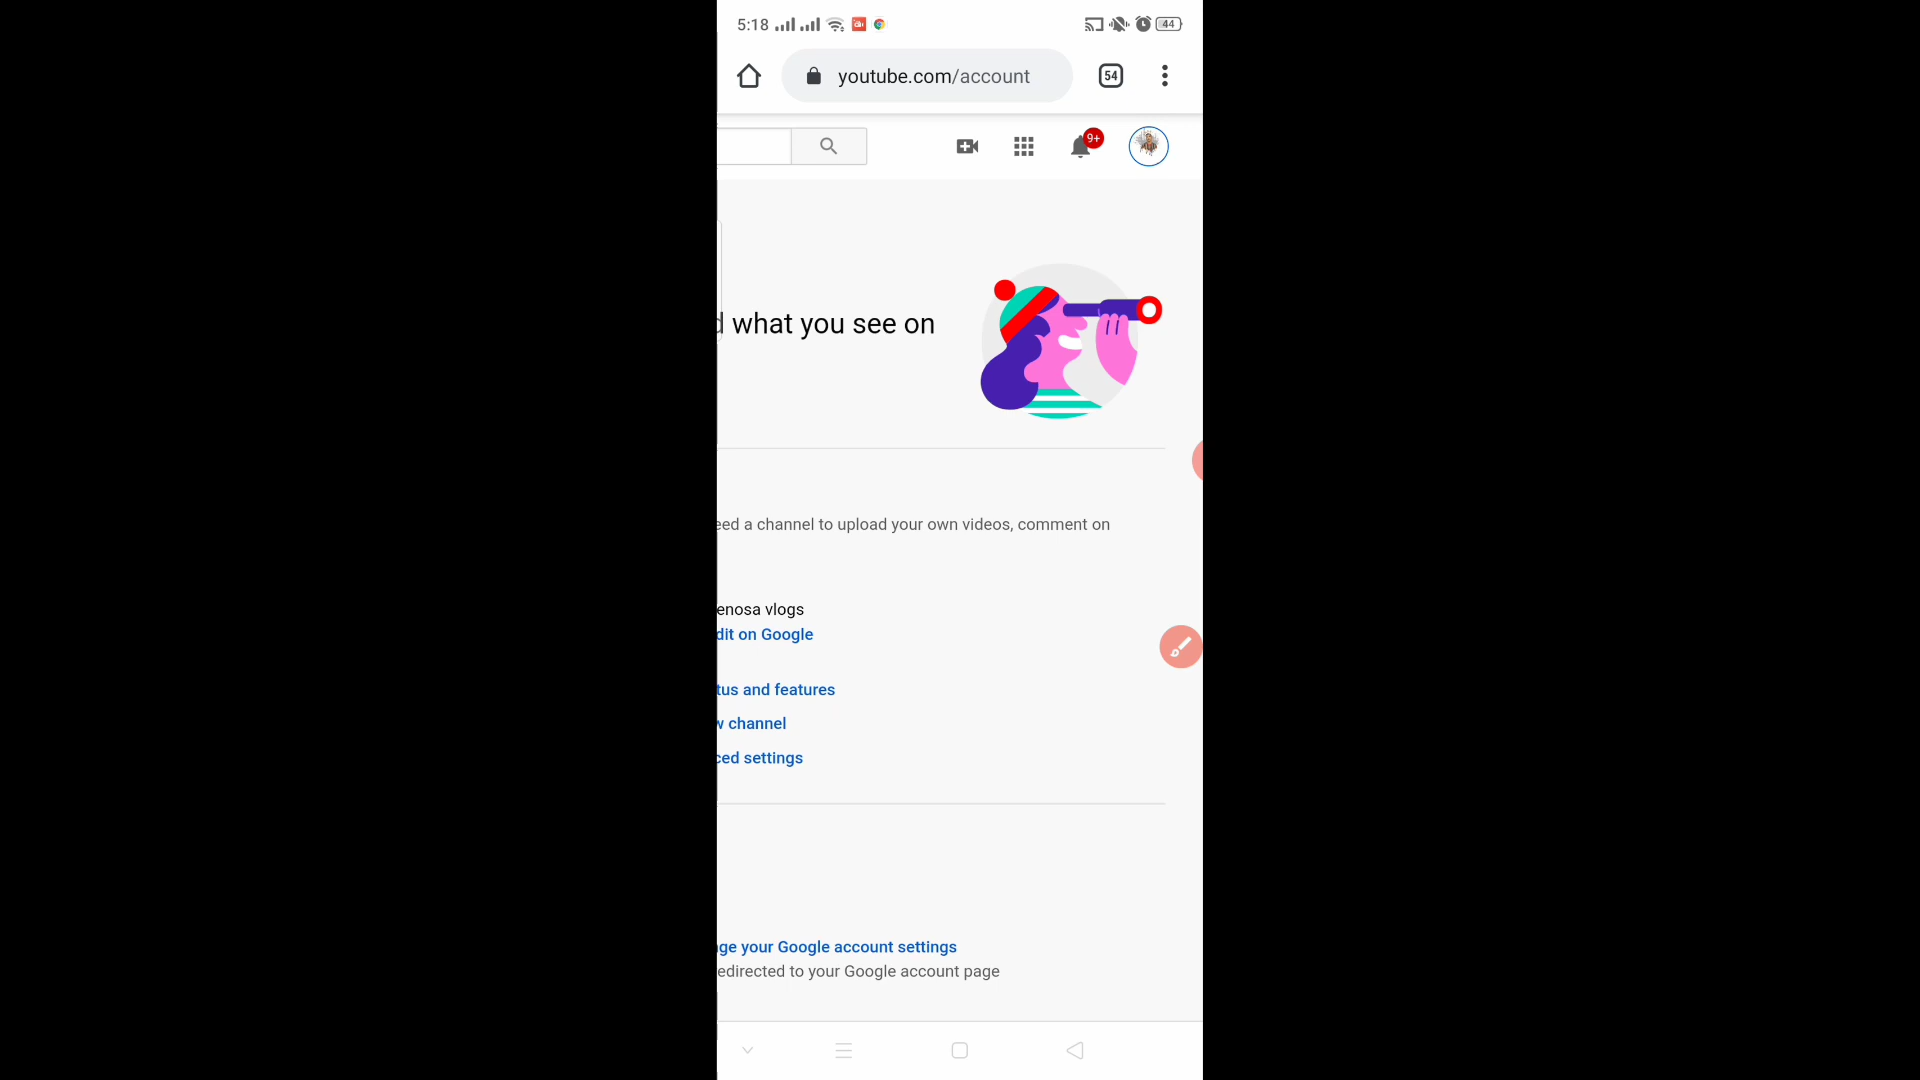 5:18
44
youtube.com/account
54
9+
what you see on
a channel to upload your own videos, comment on
enosa vlogs
dit on Google
tus and features
channel
ced settings
ge your Google account settings
edirected to your Google account page